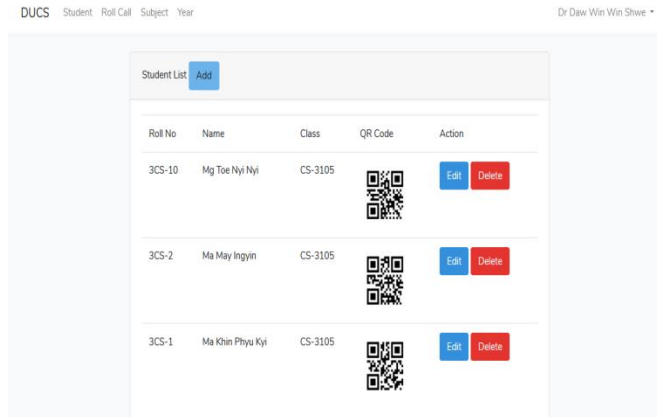 DUCS Student Roll Call Subject Year Dr Daw Win Win Shwe
Student List Add
Roll No Name Class QR Code Action
3CS-10 Mg Toe Nyi Nyi CS-3105 Edit Delete
3CS-2 Ma May Ingyin CS-3105 Edit Delete
3CS-1 Ma Khin Phyu Kyi CS-3105 Edit Delete